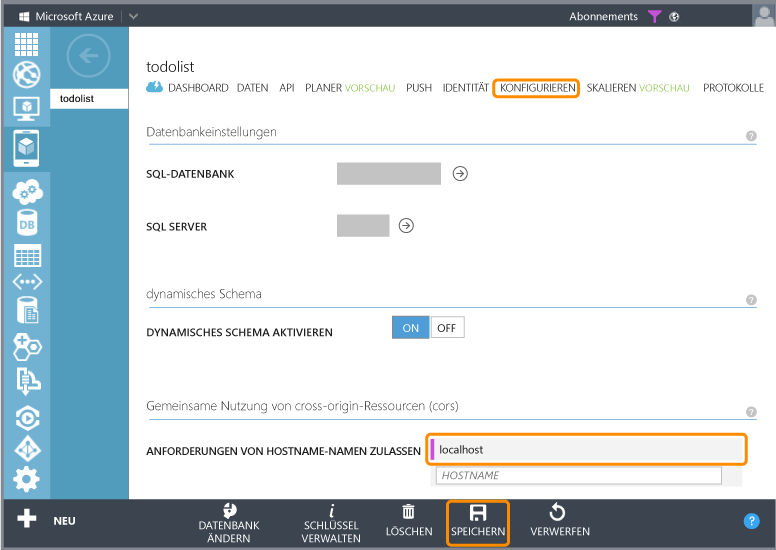 Microsoft Azure
Abonnements
todolist
todolist
DASHBOARD DATEN API PLANER VORSCHAU PUSH IDENTITÄT KONFIGURIEREN SKALIEREN VORSCHAU PROTOKOLLE
Datenbankeinstellungen
?
SQL-DATENBANK
SQL SERVER
DB
dynamisches Schema
?
DYNAMISCHES SCHEMA AKTIVIEREN
ON OFF
Gemeinsame Nutzung von cross-origin-Ressourcen (cors)
?
ANFORDERUNGEN VON HOSTNAME-NAMEN ZULASSEN
localhost
HOSTNAME
NEU
DATENBANK
ÄNDERN
i
SCHLÜSSEL
VERWALTEN
LÖSCHEN
SPEICHERN
VERWERFEN
?